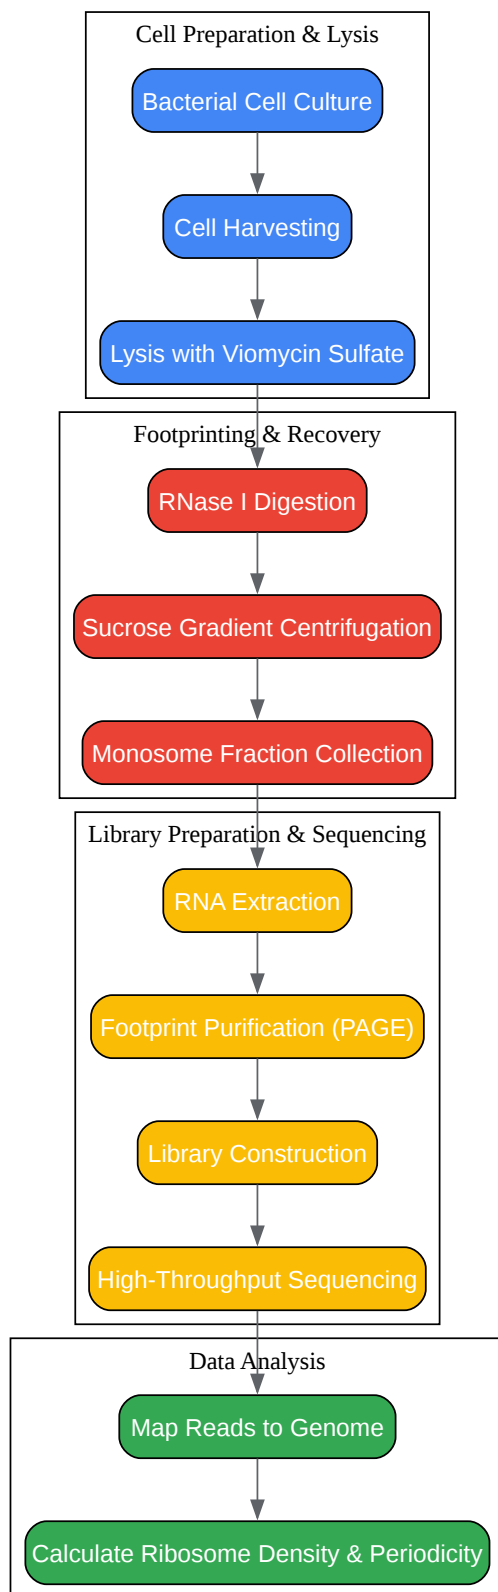 Cell Preparation & Lysis
Bacterial Cell Culture
Cell Harvesting
Lysis with Viomycin Sulfate
Footprinting & Recovery
RNase I Digestion
Sucrose Gradient Centrifugation
Monosome Fraction Collection
Library Preparation & Sequencing
RNA Extraction
Footprint Purification (PAGE)
Library Construction
High-Throughput Sequencing
Data Analysis
Map Reads to Genome
Calculate Ribosome Density & Periodicity